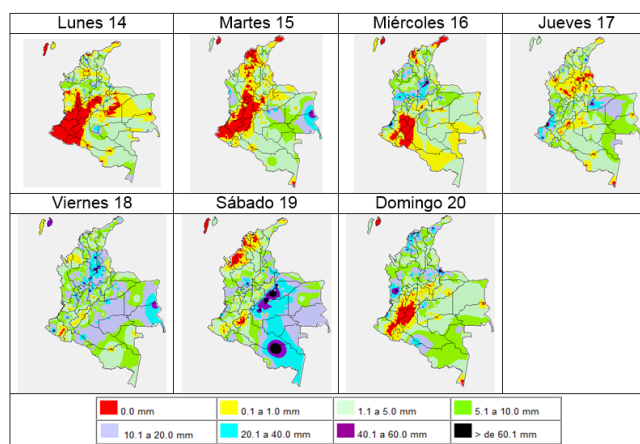 Lunes 14
Martes 15
Miércoles 16
Jueves 17
Viernes 18
Sábado 19
Domingo 20
0.0 mm
0.1 a 1.0 mm
1.1 a 5.0 mm
5.1 a 10.0 mm
10.1 a 20.0 mm
20.1 a 40.0 mm
40.1 a 60.0 mm
> de 60.1 mm